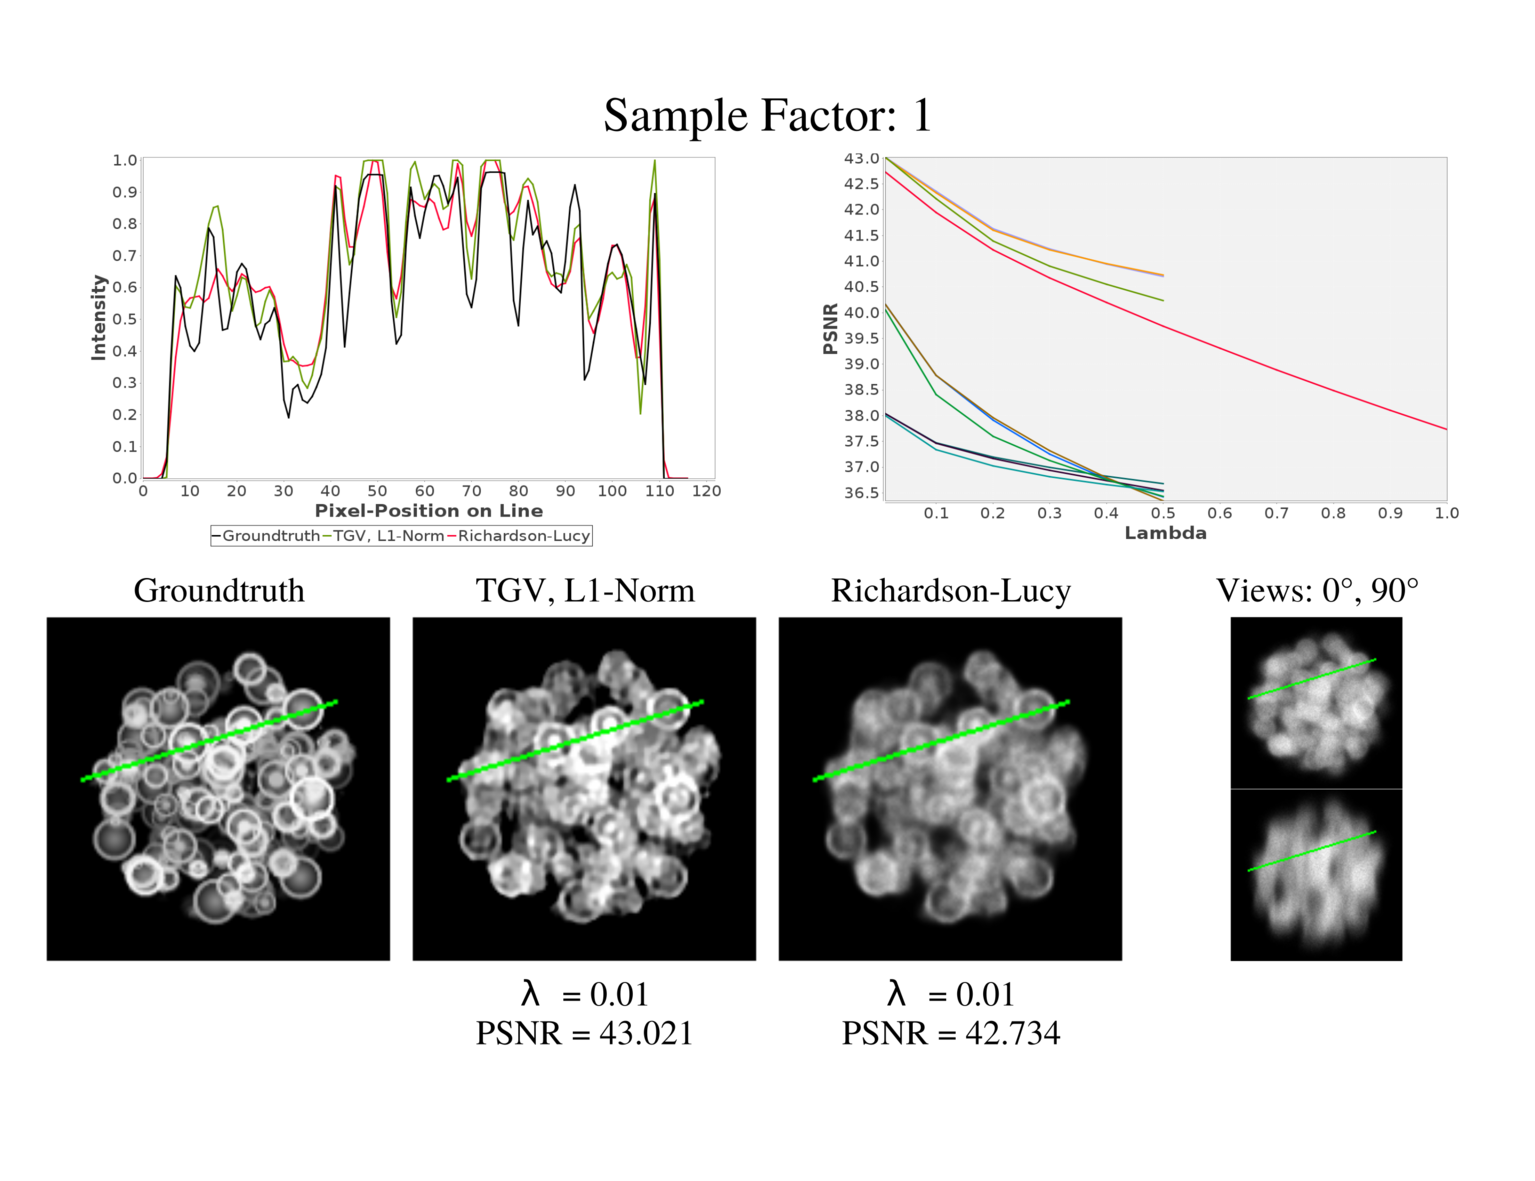 Sample Factor: 1
1.0
0.9
0.8
0.7
0.6
0.5
0.4
0.3
0.2
0.1
0.0
Intensity
0 10 20 30 40 50 60 70 80 90 100 110 120
Pixel-Position on Line
Groundtruth TGV, L1-Norm Richardson-Lucy
43.0
42.5
42.0
41.5
41.0
40.5
40.0
39.5
39.0
38.5
38.0
37.5
37.0
36.5
PSNR
0.1 0.2 0.3 0.4 0.5 0.6 0.7 0.8 0.9 1.0
Lambda
Groundtruth
TGV, L1-Norm
Richardson-Lucy
Views: 0°, 90°
λ = 0.01
PSNR = 43.021
λ = 0.01
PSNR = 42.734